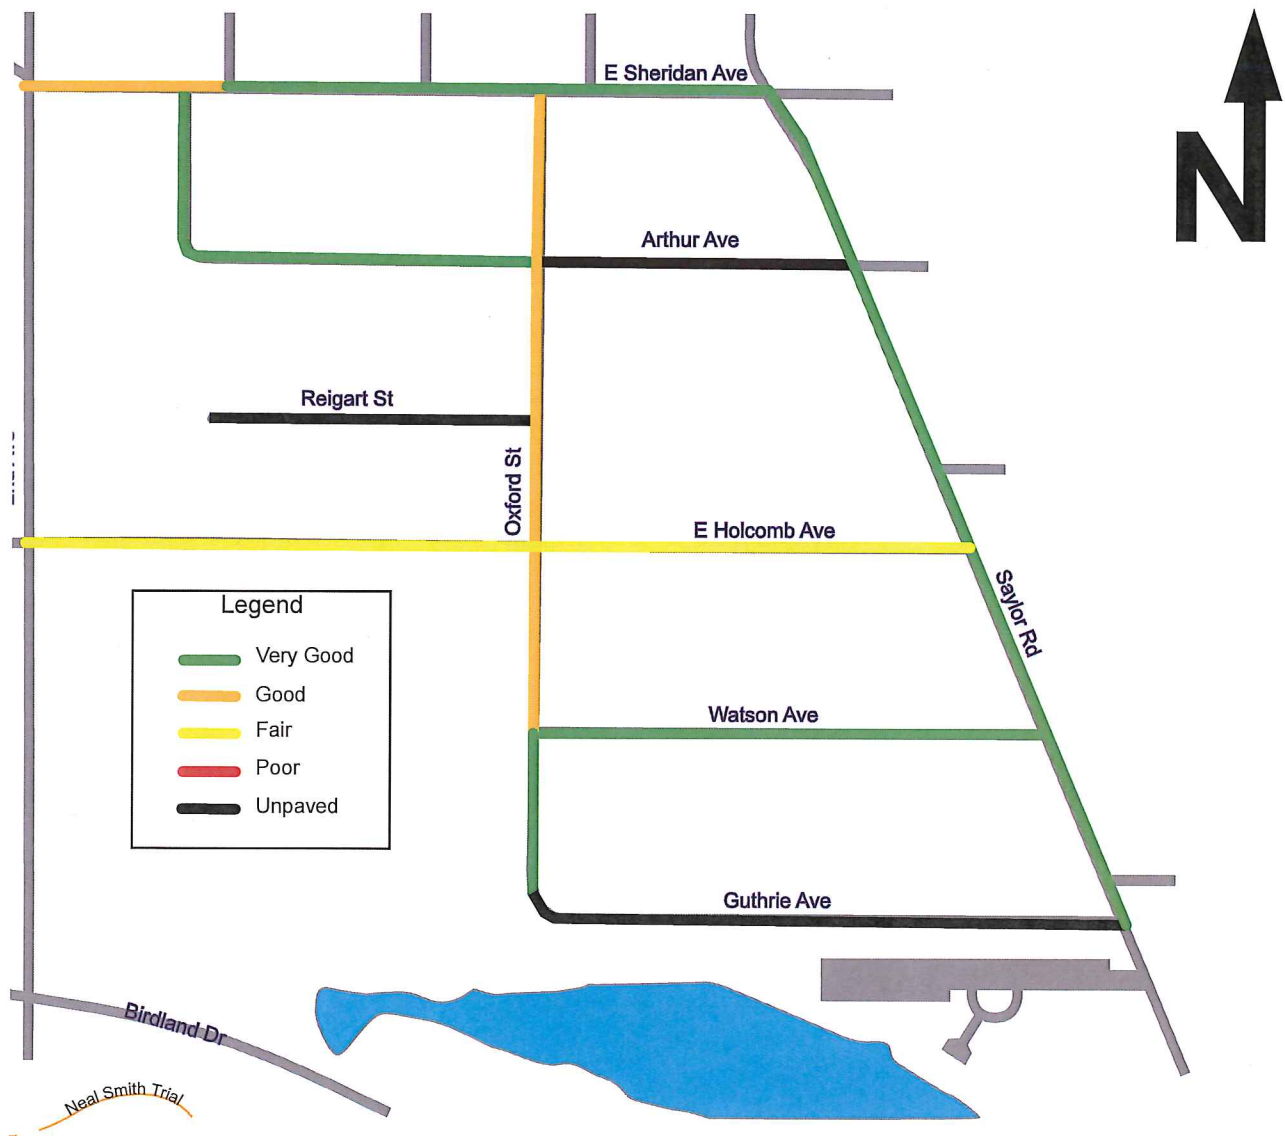 E Sheridan Ave
N
Arthur Ave
Reigart St
Oxford St
E Holcomb Ave
Saylor Rd
Legend
Very Good
Good
Fair
Poor
Unpaved
Watson Ave
Guthrie Ave
Birdland Dr
Neal Smith Trial